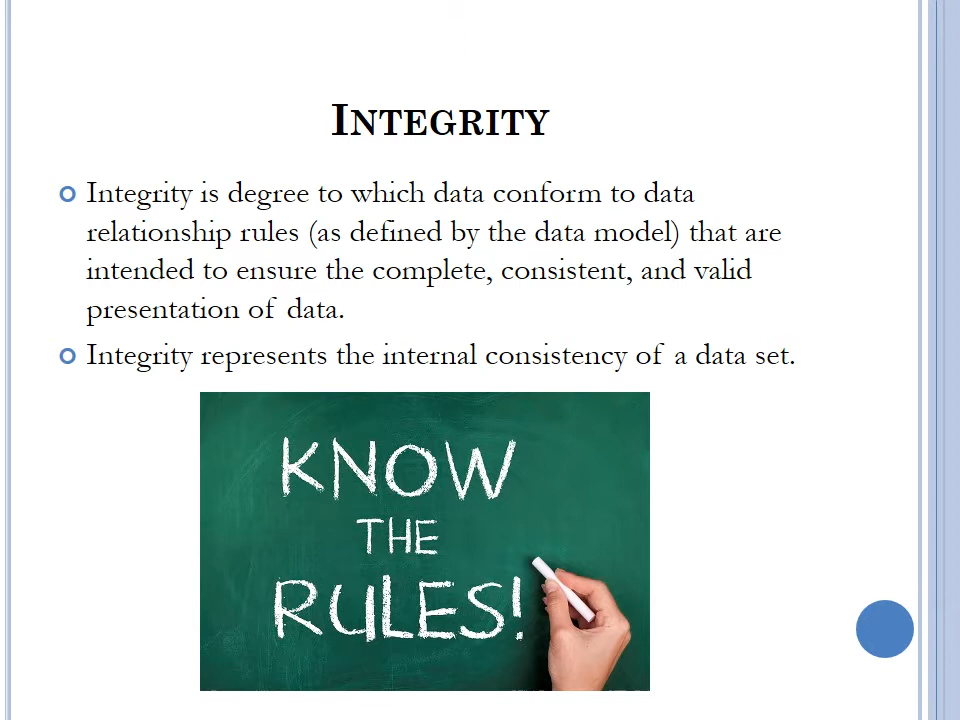 INTEGRITY
Integrity is degree to which data conform to data
relationship rules (as defined by the data model) that are
intended to ensure the complete, consistent, and valid
presentation of data.
Integrity represents the internal consistency of a data set.
KNOW
THE
RULES!